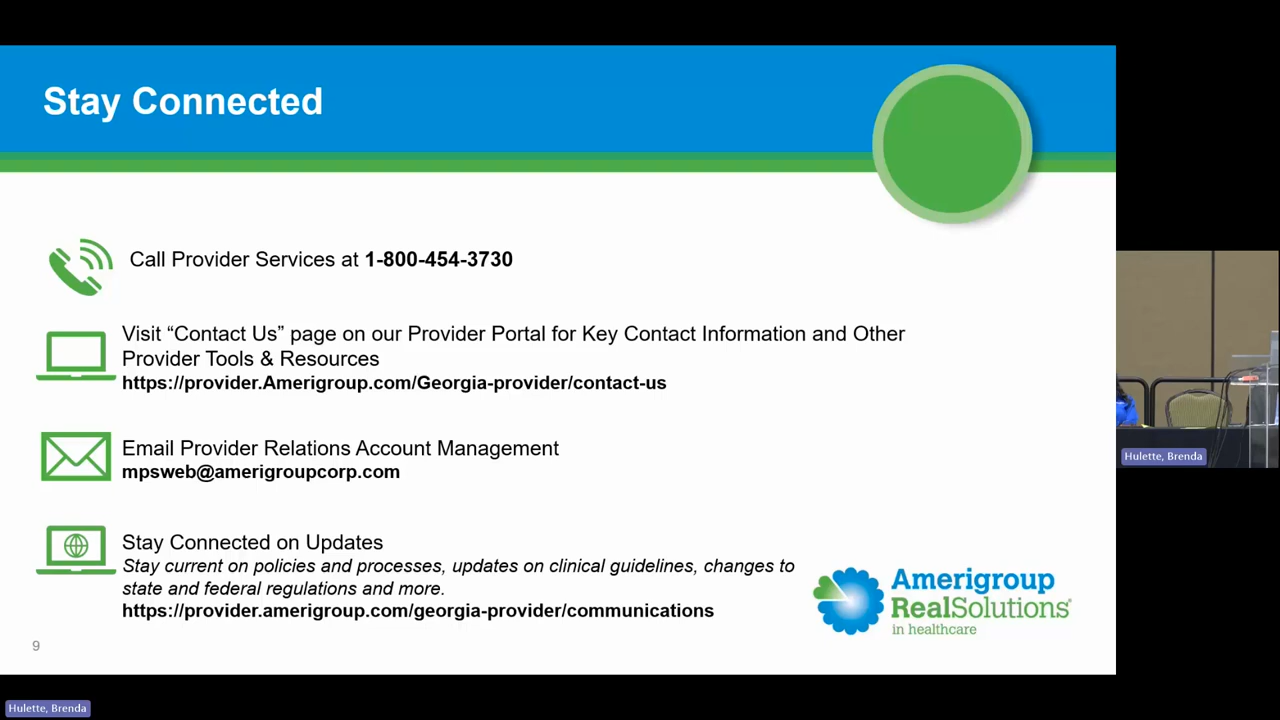 Stay Connected
Call Provider Services at 1-800-454-3730
Visit “Contact Us” page on our Provider Portal for Key Contact Information and Other
Provider Tools & Resources
https://provider.Amerigroup.com/Georgia-provider/contact-us
Email Provider Relations Account Management
mpsweb@amerigroupcorp.com
Stay Connected on Updates
Stay current on policies and processes, updates on clinical guidelines, changes to
state and federal regulations and more.
https://provider.amerigroup.com/georgia-provider/communications
Amerigroup
RealSolutions®
in healthcare
9
Hulette, Brenda
Hulette, Brenda